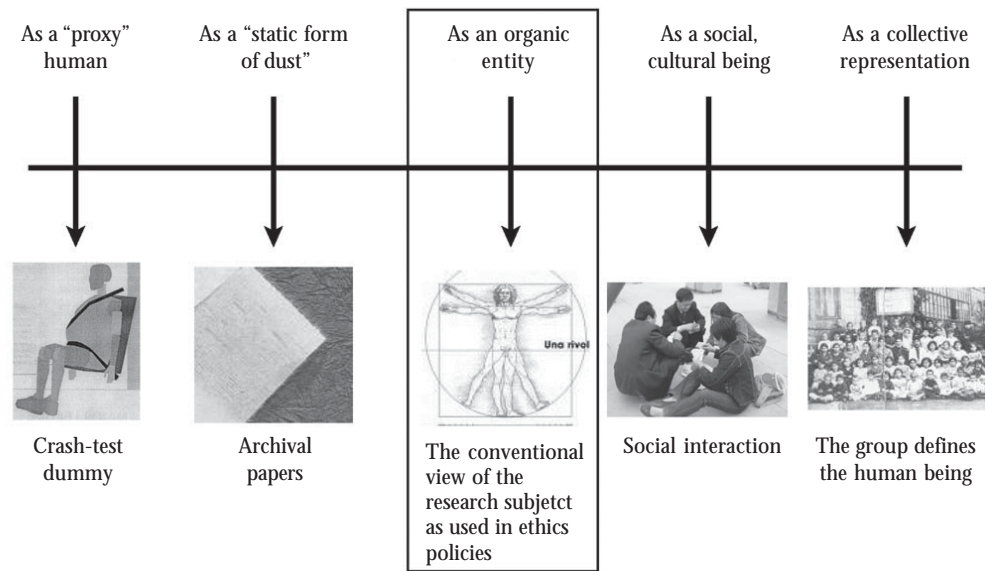 As a “proxy”
human
As a “static form
of dust”
As an organic
entity
As a social,
cultural being
As a collective
representation
Una rivol
Crash-test
dummy
Archival
papers
The conventional
view of the
research subjetct
as used in ethics
policies
Social interaction
The group defines
the human being